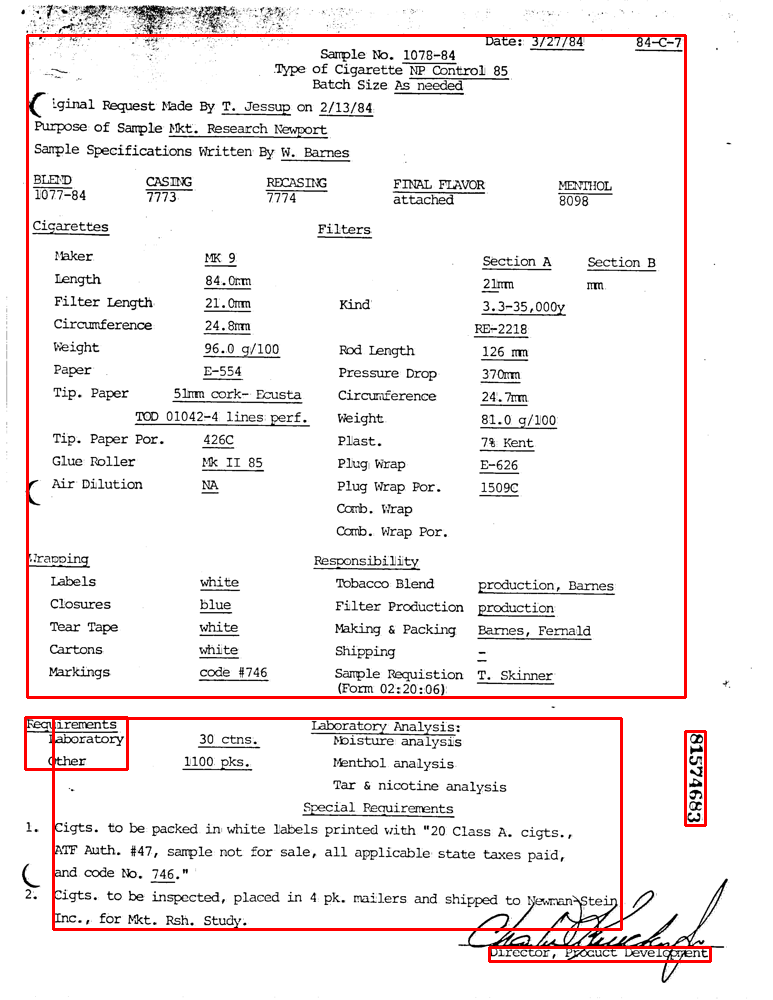 Date: 3/27/84 84-C-7
Sample No. 1078-84
Type of Cigarette NP Control 85
Batch Size As needed
iginal Request Made By T. Jessup on 2/13/84
Purpose of Sample Mkt. Research Newport
Sample Specifications Written By W. Barnes
BLEND CASING RECASING FINAL FLAVOR MENTHOL
1077-84 7773 7774 attached 8098
Cigarettes Filters
Maker MK 9 Section A Section B
Length 84.0mm 21mm mm
Filter Length 21.0mm Kind 3.3-35,000y
Circumference 24.8mm RE-2218
Weight 96.0 g/100 Rod Length 126 mm
Paper E-554 Pressure Drop 370mm
Tip. Paper 51mm cork- Ecusta Circumference 24.7mm
TOD 01042-4 lines perf. Weight 81.0 g/100
Tip. Paper Por. 426C Plast. 7% Kent
Glue Roller Mk II 85 Plug Wrap E-626
Air Dilution NA Plug Wrap Por. 1509C
Comb. Wrap
Comb. Wrap Por.
Wrapping Responsibility
Labels white Tobacco Blend production, Barnes
Closures blue Filter Production production
Tear Tape white Making & Packing Barnes, Fernald
Cartons white Shipping -
Markings code #746 Sample Requistion T. Skinner
(Form 02:20:06)
Requirements Laboratory Analysis:
Laboratory 30 ctns. Moisture analysis
Other 1100 pks. Menthol analysis
Tar & nicotine analysis
Special Requirements
1. Cigts. to be packed in white labels printed with "20 Class A. cigts.,
ATF Auth. #47, sample not for sale, all applicable state taxes paid,
and code No. 746."
2. Cigts. to be inspected, placed in 4 pk. mailers and shipped to Newman-Stein
Inc., for Mkt. Rsh. Study.
Director, Product Development
81574683